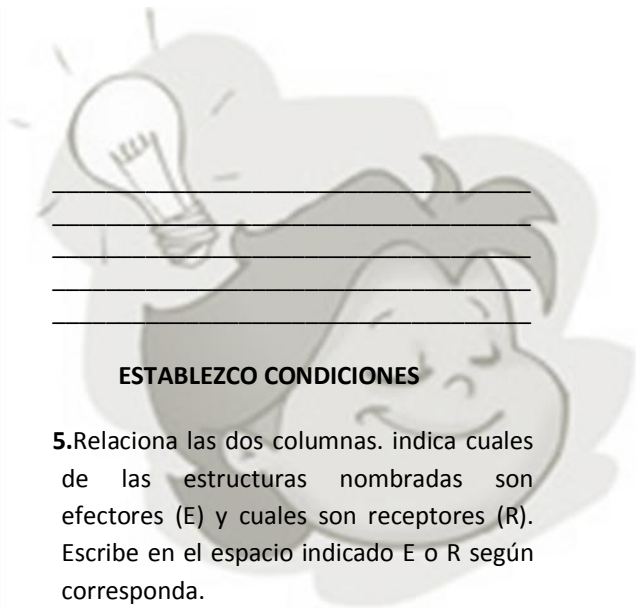 ESTABLEZCO CONDICIONES
5.Relaciona las dos columnas. indica cuales
de las estructuras nombradas son
efectores (E) y cuales son receptores (R).
Escribe en el espacio indicado E o R según
corresponda.